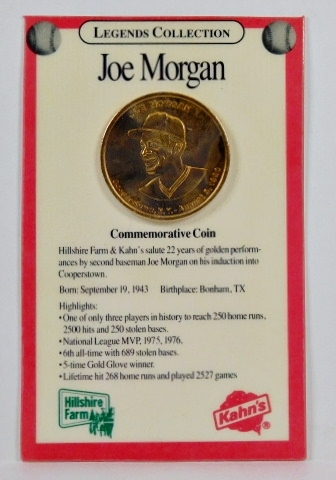 LEGENDS COLLECTION
Joe Morgan
Commemorative Coin
Hillshire Farm & Kahn's salute 22 years of golden perform-
ances by second baseman Joe Morgan on his induction into
Cooperstown.
Born: September 19, 1943 Birthplace: Bonham, TX
Highlights:
• One of only three players in history to reach 250 home runs,
2500 hits and 250 stolen bases.
• National League MVP, 1975, 1976.
• 6th all-time with 689 stolen bases.
• 5-time Gold Glove winner.
• Lifetime hit 268 home runs and played 2527 games
Hillshire
Farm
Kahn's